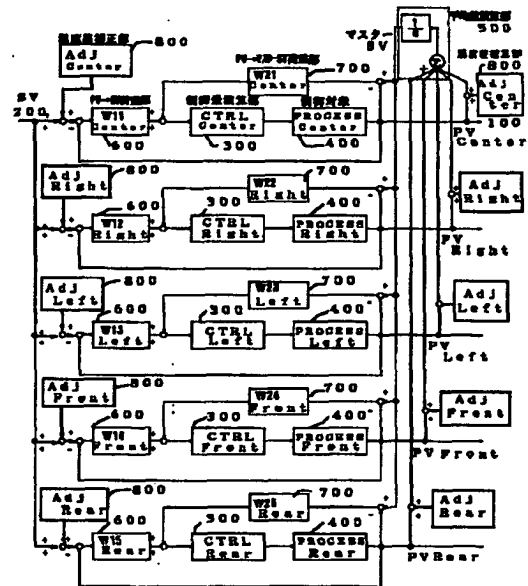 800
Adj
Center
マスター
SV
1/6
500
W21
Center
700
800
Adj
Center
SV
200
W11
Center
600
CTRL
Center
300
PROCESS
Center
400
100
PV
Center
Adj
Right
800
W22
Right
700
Adj
Right
600
W12
Right
300
CTRL
Right
400
PROCESS
Right
PV
Right
Adj
Left
800
W23
Left
700
Adj
Left
600
W13
Left
300
CTRL
Left
400
PROCESS
Left
PV
Left
Adj
Front
800
W24
Front
700
Adj
Front
600
W14
Front
300
CTRL
Front
400
PROCESS
Front
PV Front
Adj
Rear
800
W25
Rear
700
Adj
Rear
600
W15
Rear
300
CTRL
Rear
400
PROCESS
Rear
PV Rear